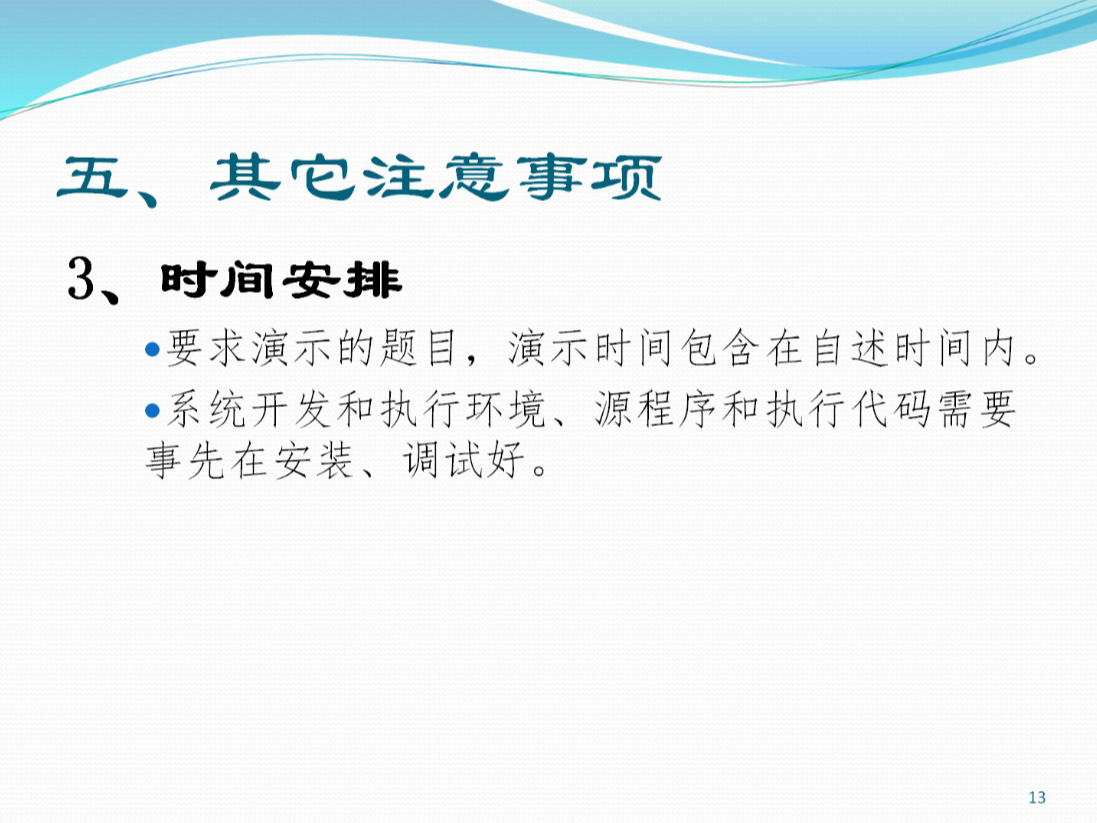 五、其它注意事项
3、时间安排
•要求演示的题目，演示时间包含在自述时间内。
•系统开发和执行环境、源程序和执行代码需要
事先在安装、调试好。
13